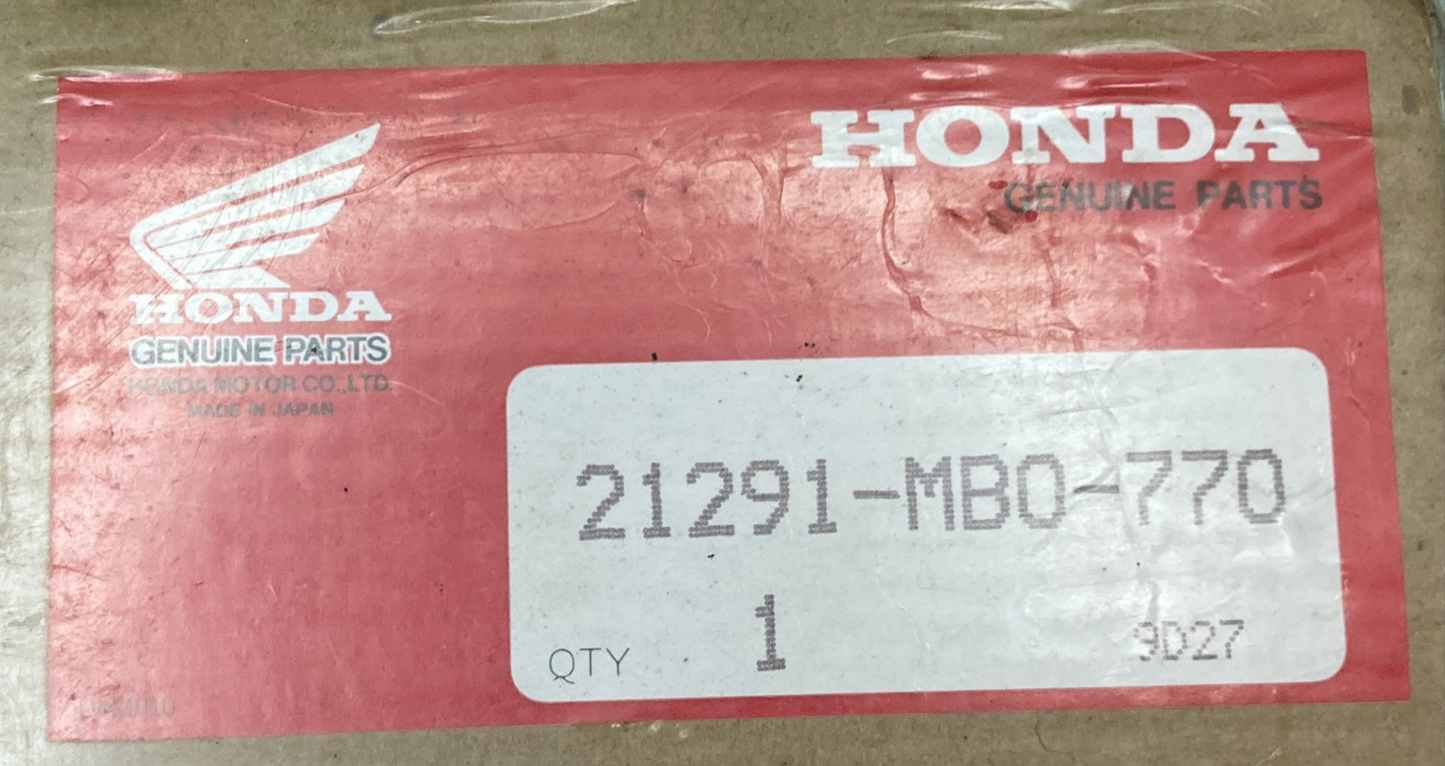 HONDA
GENUINE PARTS
HONDA
GENUINE PARTS
HONDA MOTOR CO.,LTD.
MADE IN JAPAN
21291-MB0-770
QTY 1 9D27